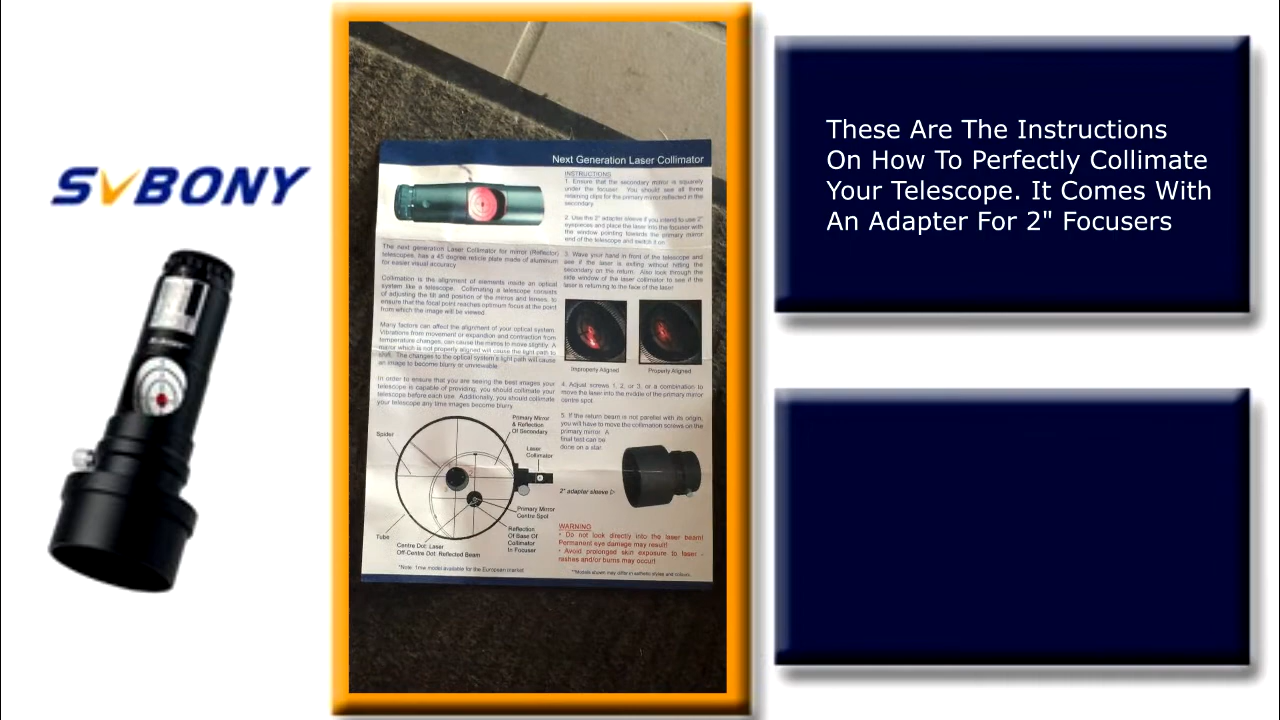 SVBONY
Next Generation Laser Collimator
The next generation Laser Collimator for mirror (Reflector)
telescopes, has a 45 degree reticle plate made of aluminum
for easier visual accuracy.
Collimation is the alignment of elements inside an optical
system like a telescope. Collimating a telescope consists
of adjusting the tilt and position of the mirros and lenses, to
ensure that the focal point reaches optimum focus at the point
from which the image will be viewed.
Many factors can affect the alignment of your optical system.
Vibrations from movement or expansion and contraction from
temperature changes, can cause the mirros to move slightly. A
mirror which is not properly aligned will cause the light path to
shift. The changes to the optical system's light path will cause
an image to become blurry or unviewable.
In order to ensure that you are seeing the best images your
telescope is capable of providing, you should collimate your
telescope before each use. Additionally, you should collimate
your telescope any time images become blurry.
Spider
Primary Mirror
& Reflection
Of Secondary
Laser
Collimator
Primary Mirror
Centre Spot
Reflection
Of Base Of
Collimator
In Focuser
Tube
Centre Dot: Laser
Off-Centre Dot: Reflected Beam
*Note: 1mw model available for the European market
INSTRUCTIONS
1. Ensure that the secondary mirror is squarely
under the focuser. You should see all three
retaining clips for the primary mirror reflected in the
secondary.
2. Use the 2" adapter sleeve if you intend to use 2"
eyepieces and place the laser into the focuser with
the window pointing towards the primary mirror
end of the telescope and switch it on.
3. Wave your hand in front of the telescope and
see if the laser is exiting without hitting the
secondary on the return. Also look through the
side window of the laser collimator to see if the
laser is returning to the face of the laser.
Improperly Aligned
Properly Aligned
4. Adjust screws 1, 2, or 3, or a combination to
move the laser into the middle of the primary mirror
centre spot.
5. If the return beam is not parallel with its origin,
you will have to move the collimation screws on the
primary mirror. A
final test can be
done on a star.
2" adapter sleeve ▷
WARNING
• Do not look directly into the laser beam!
Permanent eye damage may result!
• Avoid prolonged skin exposure to laser -
rashes and/or burns may occur!
**Models shown may differ in esthetic styles and colours.
These Are The Instructions
On How To Perfectly Collimate
Your Telescope. It Comes With
An Adapter For 2" Focusers